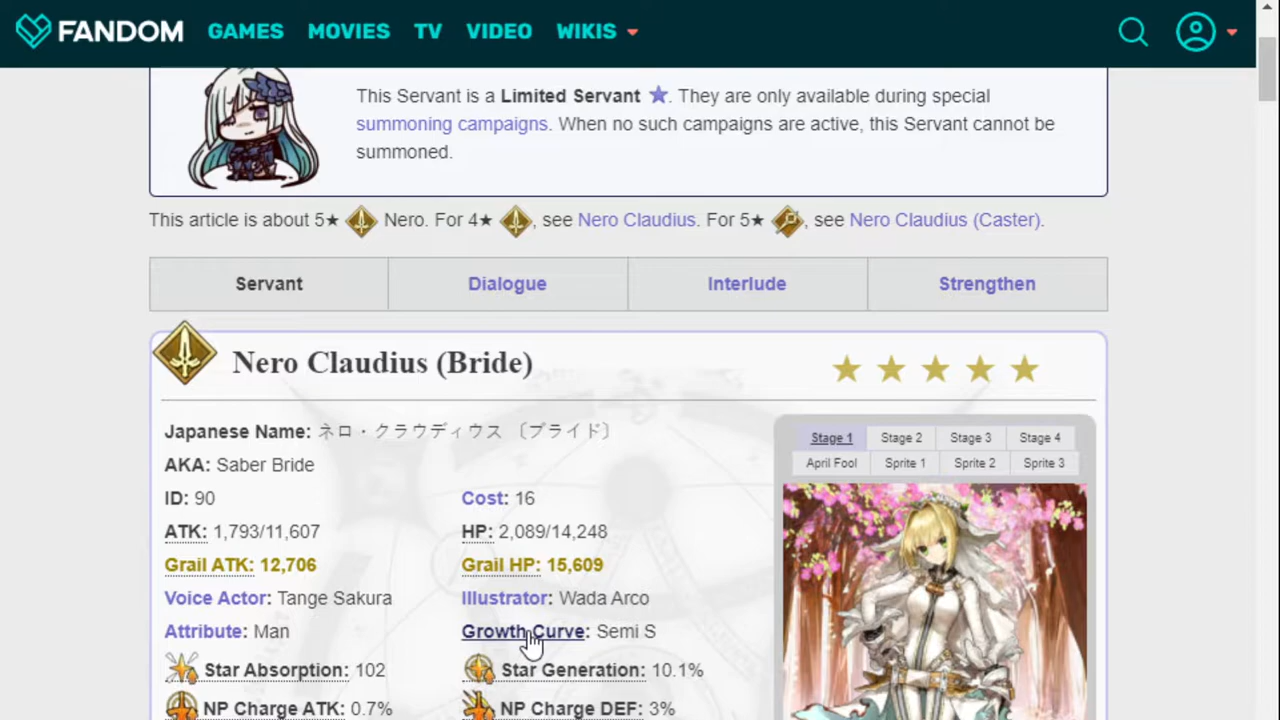 FANDOM GAMES MOVIES TV VIDEO WIKIS
This Servant is a Limited Servant ★. They are only available during special
summoning campaigns. When no such campaigns are active, this Servant cannot be
summoned.
This article is about 5★ Nero. For 4★ , see Nero Claudius. For 5★ , see Nero Claudius (Caster).
Servant Dialogue Interlude Strengthen
Nero Claudius (Bride)
Japanese Name: ネロ・クラウディウス 〔ブライド〕
AKA: Saber Bride
ID: 90 Cost: 16
ATK: 1,793/11,607 HP: 2,089/14,248
Grail ATK: 12,706 Grail HP: 15,609
Voice Actor: Tange Sakura Illustrator: Wada Arco
Attribute: Man Growth Curve: Semi S
Star Absorption: 102 Star Generation: 10.1%
NP Charge ATK: 0.7% NP Charge DEF: 3%
Stage 1 Stage 2 Stage 3 Stage 4
April Fool Sprite 1 Sprite 2 Sprite 3